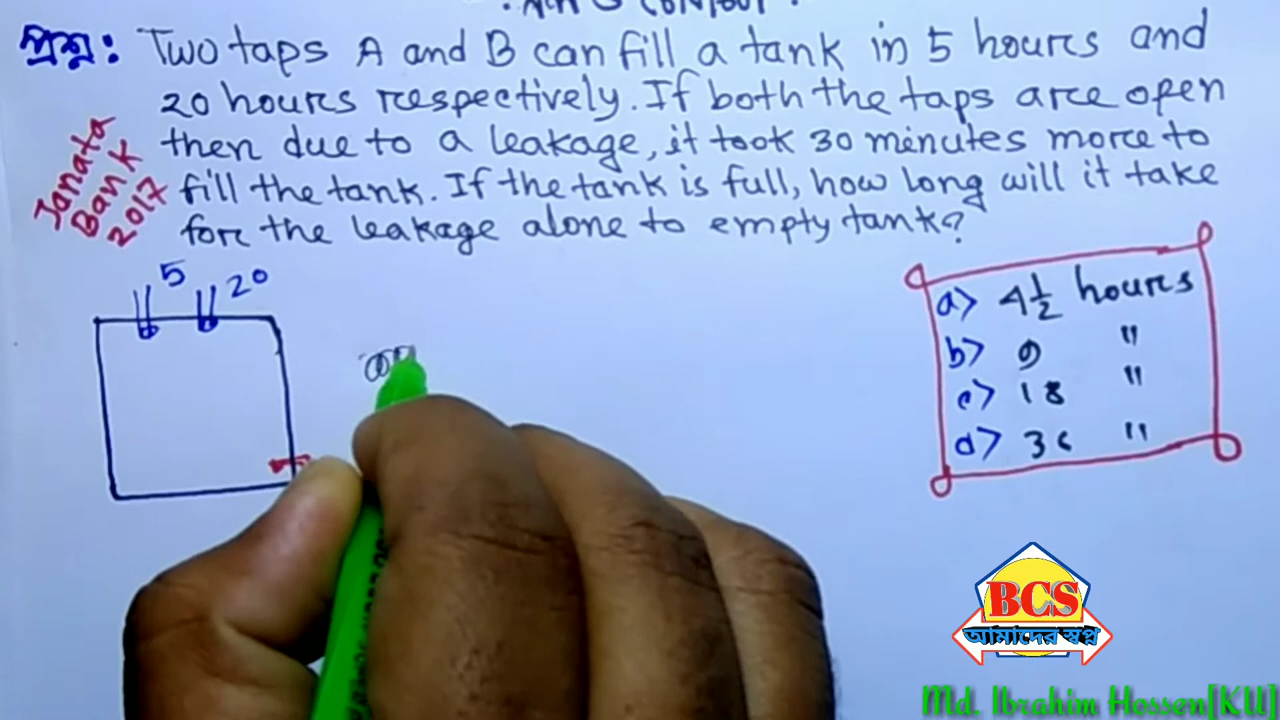 প্রশ্ন: Two taps A and B can fill a tank in 5 hours and
20 hours respectively. If both the taps are open
then due to a leakage, it took 30 minutes more to
fill the tank. If the tank is full, how long will it take
for the leakage alone to empty tank?
Janata
Bank
2017
5 20
a> 4 1/2 hours
b> 9 "
c> 18 "
d> 36 "
BCS
আমাদের স্বপ্ন
Md. Ibrahim Hossen[KU]